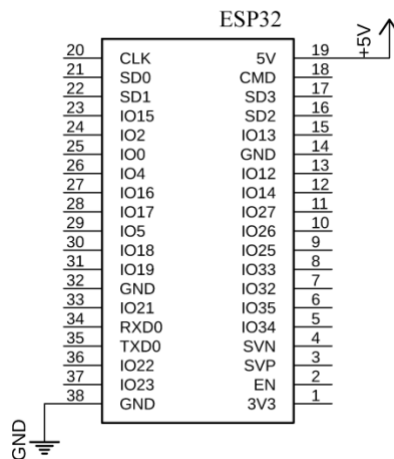 ESP32
+5V
20 CLK 5V 19
21 SD0 CMD 18
22 SD1 SD3 17
23 IO15 SD2 16
24 IO2 IO13 15
25 IO0 GND 14
26 IO4 IO12 13
27 IO16 IO14 12
28 IO17 IO27 11
29 IO5 IO26 10
30 IO18 IO25 9
31 IO19 IO33 8
32 GND IO32 7
33 IO21 IO35 6
34 RXD0 IO34 5
35 TXD0 SVN 4
36 IO22 SVP 3
37 IO23 EN 2
38 GND 3V3 1
GND